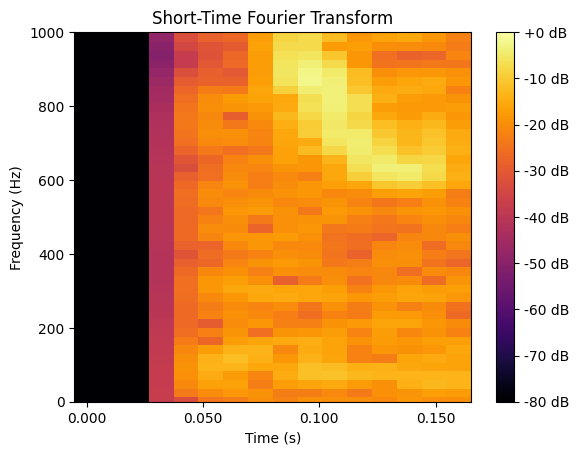 Short-Time Fourier Transform
1000
800
600
400
200
0
Frequency (Hz)
0.000
0.050
0.100
0.150
Time (s)
+0 dB
-10 dB
-20 dB
-30 dB
-40 dB
-50 dB
-60 dB
-70 dB
-80 dB